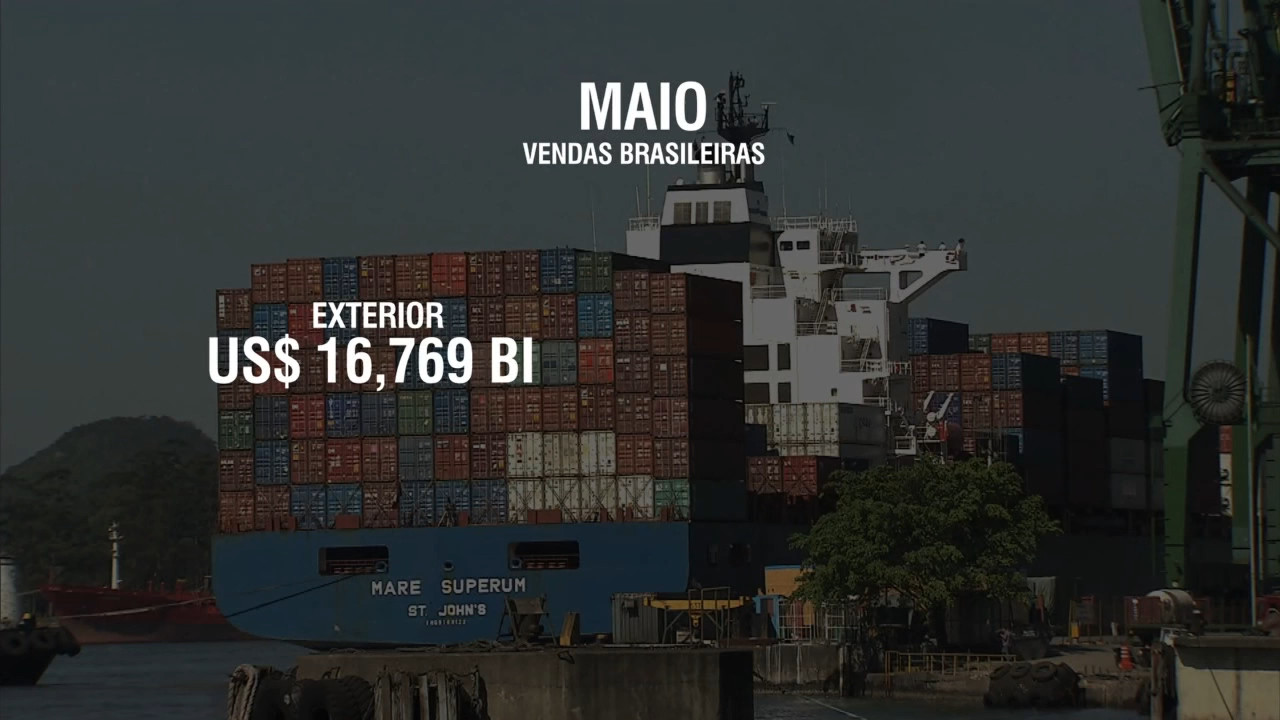 MAIO
VENDAS BRASILEIRAS
EXTERIOR
US$ 16,769 BI
MARE SUPERUM
ST JOHN'S